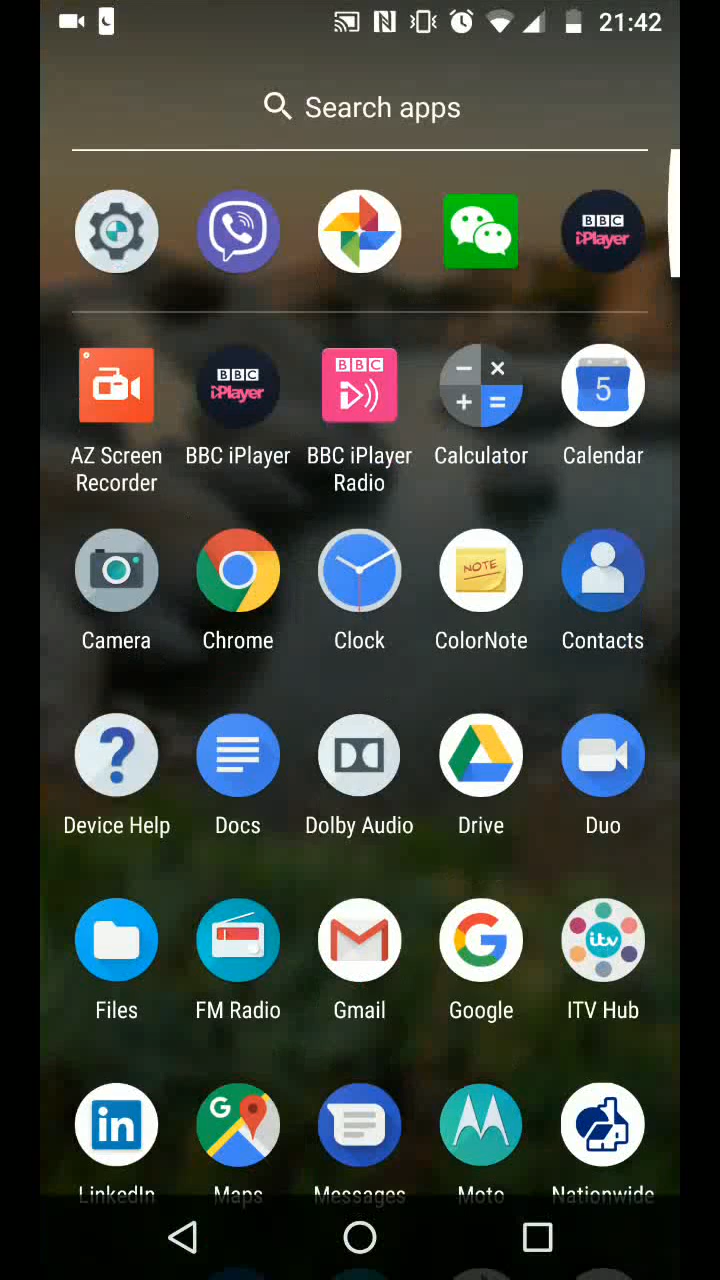 21:42
Search apps
BBC
iPlayer
BBC
iPlayer
BBC
5
AZ Screen
Recorder
BBC iPlayer
BBC iPlayer
Radio
Calculator
Calendar
NOTE
Camera
Chrome
Clock
ColorNote
Contacts
Device Help
Docs
Dolby Audio
Drive
Duo
itv
Files
FM Radio
Gmail
Google
ITV Hub
in
G
LinkedIn
Maps
Messages
Moto
Nationwide